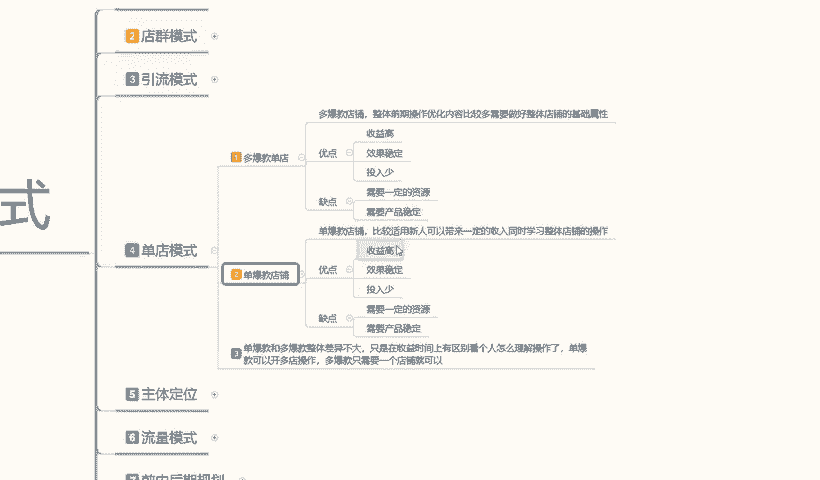 2 店群模式
3 引流模式
多爆款店铺，整体前期操作优化内容比较多需要做好整体店铺的基础属性
收益高
1 多爆款单店
优点
效果稳定
投入少
需要一定的资源
缺点
需要产品稳定
式
4 单店模式
单爆款店铺，比较适用新人可以带来一定的收入同时学习整体店铺的操作
收益高
2 单爆款店铺
优点
效果稳定
投入少
需要一定的资源
缺点
需要产品稳定
3 单爆款和多爆款整体差异不大，只是在收益时间上有区别看个人怎么理解操作了，单爆
款可以开多店操作，多爆款只需要一个店铺就可以
5 主体定位
6 流量模式
7 前中后期规划